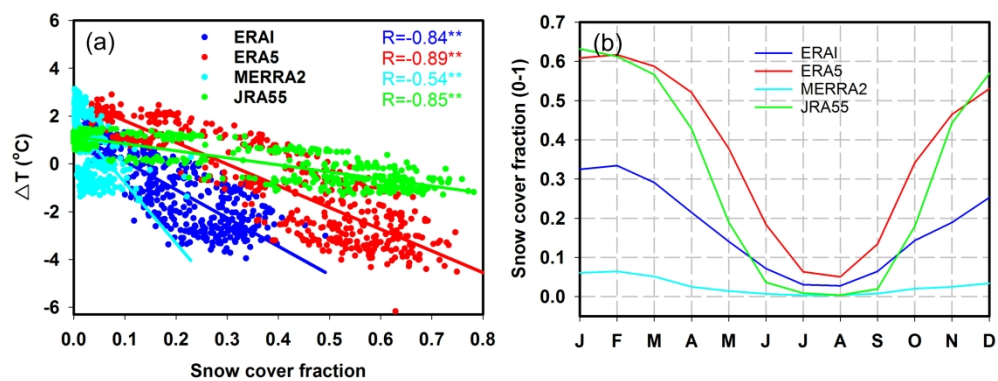 (a)
ERAI R=-0.84**
ERA5 R=-0.89**
MERRA2 R=-0.54**
JRA55 R=-0.85**
△T (°C)
6
4
2
0
-2
-4
-6
0.0 0.1 0.2 0.3 0.4 0.5 0.6 0.7 0.8
Snow cover fraction
(b)
ERAI
ERA5
MERRA2
JRA55
Snow cover fraction (0-1)
0.7
0.6
0.5
0.4
0.3
0.2
0.1
0.0
J F M A M J J A S O N D